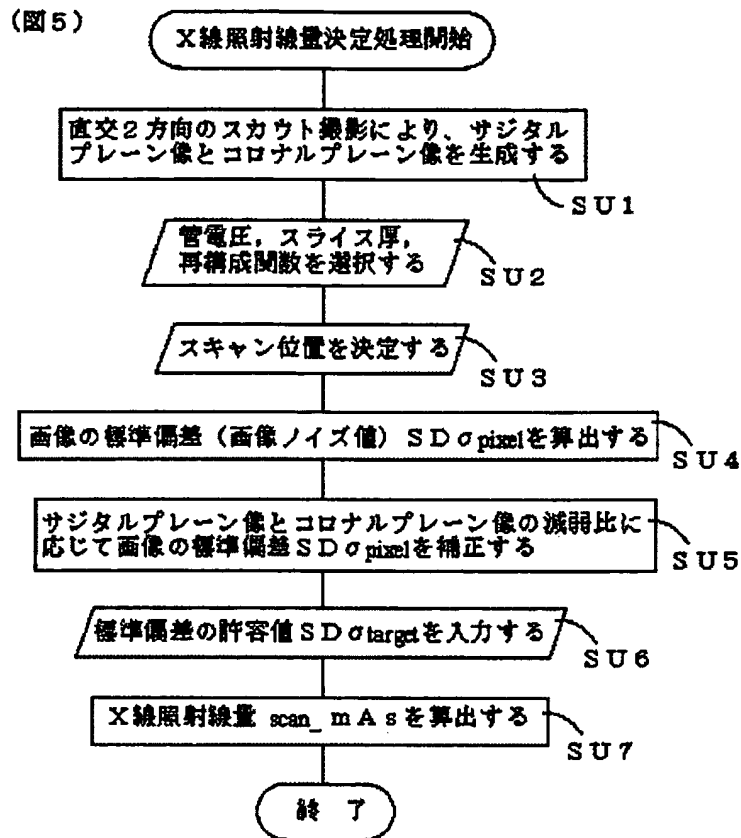 (図5)
X線照射線量決定処理開始
直交2方向のスカウト撮影により、サジタル
プレーン像とコロナルプレーン像を生成する
SU1
管電圧,スライス厚,
再構成関数を選択する
SU2
スキャン位置を決定する
SU3
画像の標準偏差(画像ノイズ値)SDσpixelを算出する
SU4
サジタルプレーン像とコロナルプレーン像の減弱比に
応じて画像の標準偏差SDσpixelを補正する
SU5
標準偏差の許容値SDσtargetを入力する
SU6
X線照射線量 scan_mAsを算出する
SU7
終了